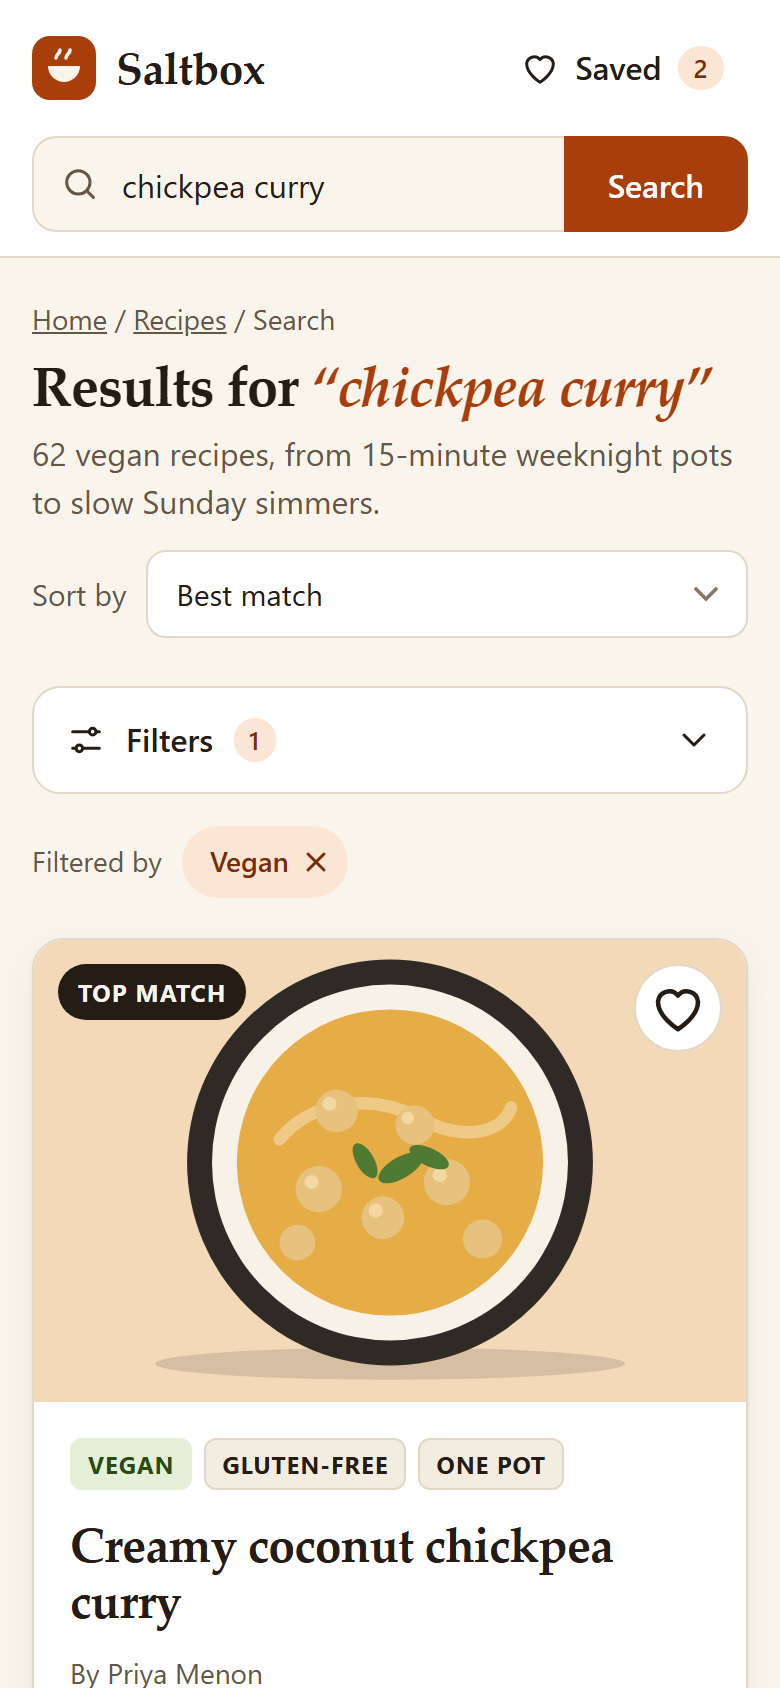 Saltbox
Saved 2
chickpea curry
Search
Home / Recipes / Search
Results for “chickpea curry”
62 vegan recipes, from 15-minute weeknight pots
to slow Sunday simmers.
Sort by Best match
Filters 1
Filtered by Vegan
TOP MATCH
VEGAN GLUTEN-FREE ONE POT
Creamy coconut chickpea
curry
By Priya Menon